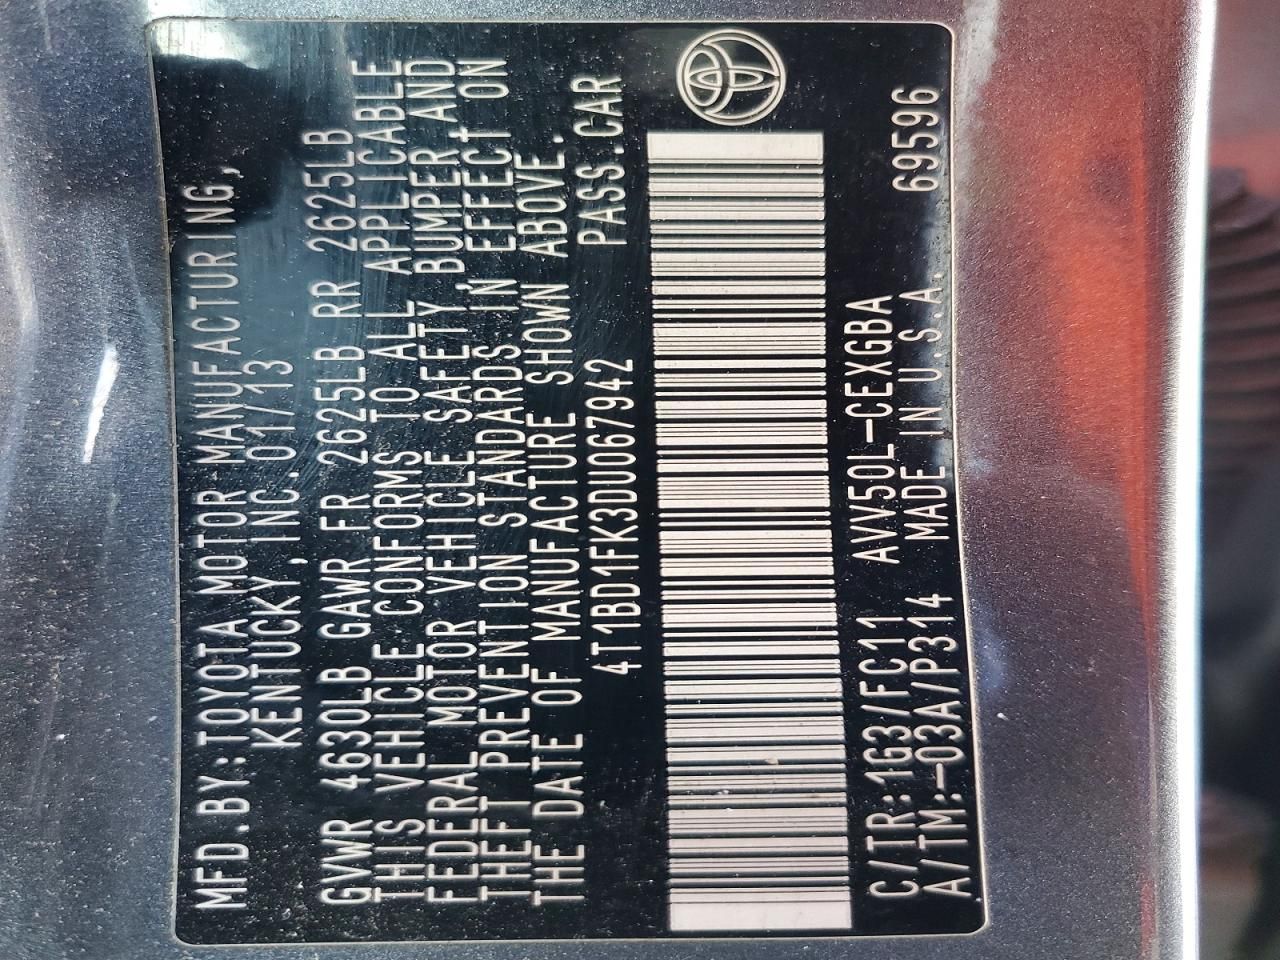 MFD.BY:TOYOTA MOTOR MANUFACTURING,
KENTUCKY, INC. 01/13
GVWR 4630LB GAWR FR 2625LB RR 2625LB
THIS VEHICLE CONFORMS TO ALL APPLICABLE
FEDERAL MOTOR VEHICLE SAFETY, BUMPER, AND
THEFT PREVENTION STANDARDS IN EFFECT ON
THE DATE OF MANUFACTURE SHOWN ABOVE.
4T1BD1FK3DU067942 PASS.CAR
C/TR:1G3/FC11 AVV50L-CEXGBA
A/TM:-03A/P314 MADE IN U.S.A. 69596